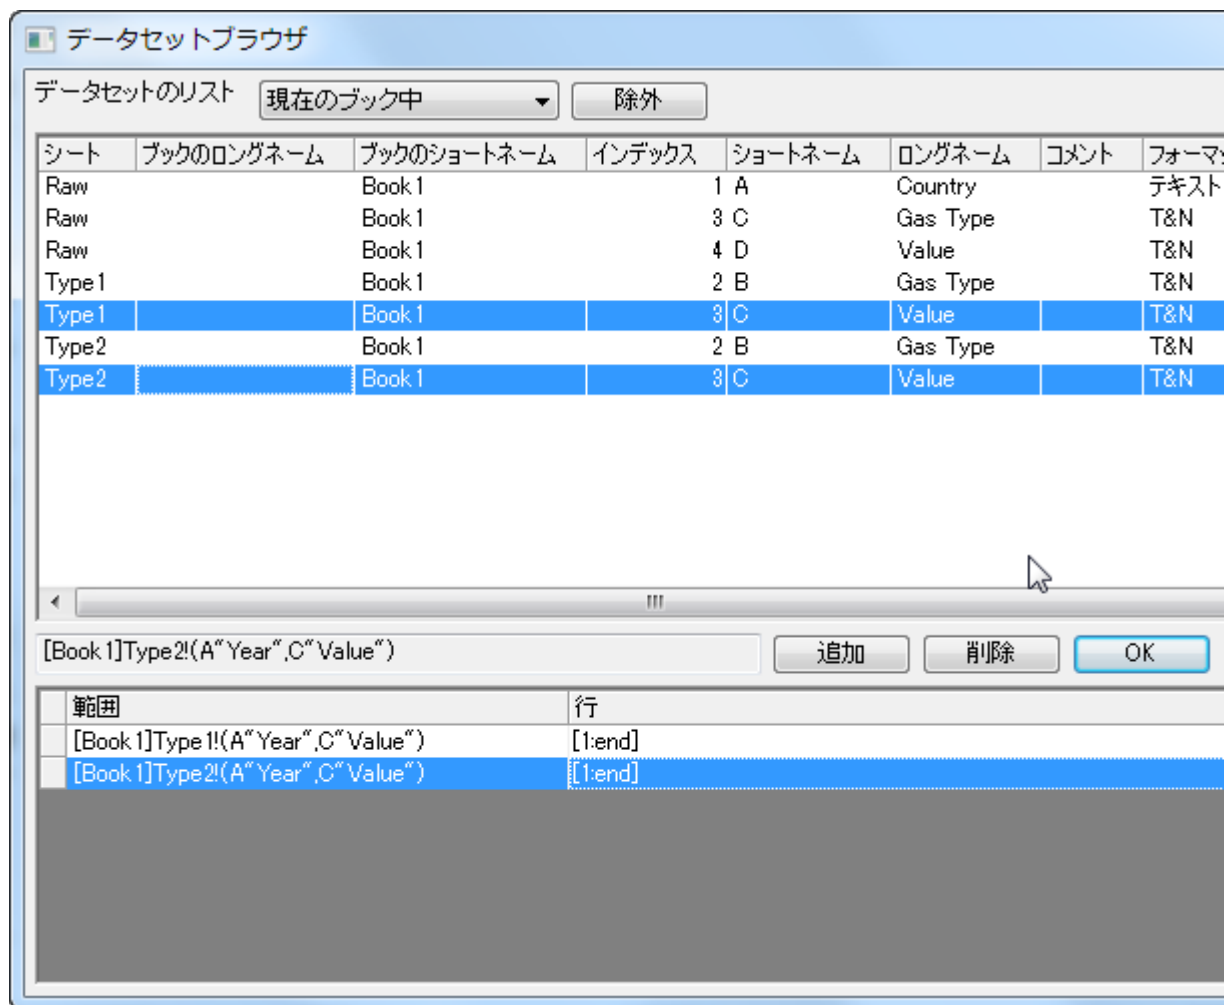 データセットブラウザ
データセットのリスト 現在のブック中 除外
シート ブックのロングネーム ブックのショートネーム インデックス ショートネーム ロングネーム コメント フォーマッ
Raw Book1 1 A Country テキスト
Raw Book1 3 C Gas Type T&N
Raw Book1 4 D Value T&N
Type1 Book1 2 B Gas Type T&N
Type1 Book1 3 C Value T&N
Type2 Book1 2 B Gas Type T&N
Type2 Book1 3 C Value T&N
[Book1]Type2!(A"Year",C"Value") 追加 削除 OK
範囲 行
[Book1]Type1!(A"Year",C"Value") [1:end]
[Book1]Type2!(A"Year",C"Value") [1:end]